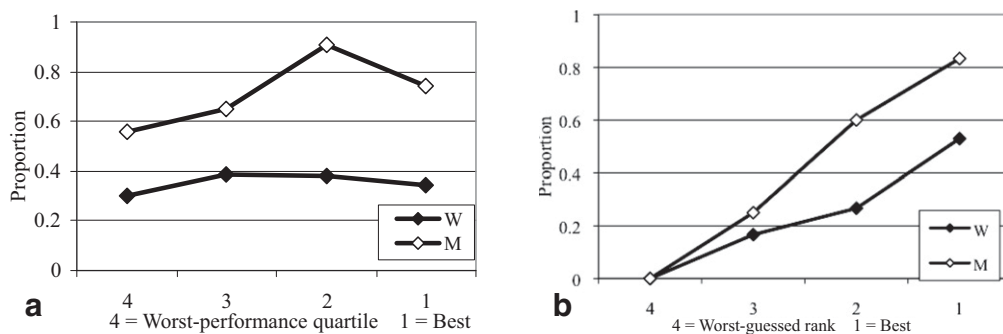 1
0.8
0.6
0.4
0.2
0
Proportion
W
M
4 3 2 1
a 4 = Worst-performance quartile 1 = Best
1
0.8
0.6
0.4
0.2
0
Proportion
W
M
4 3 2 1
b 4 = Worst-guessed rank 1 = Best